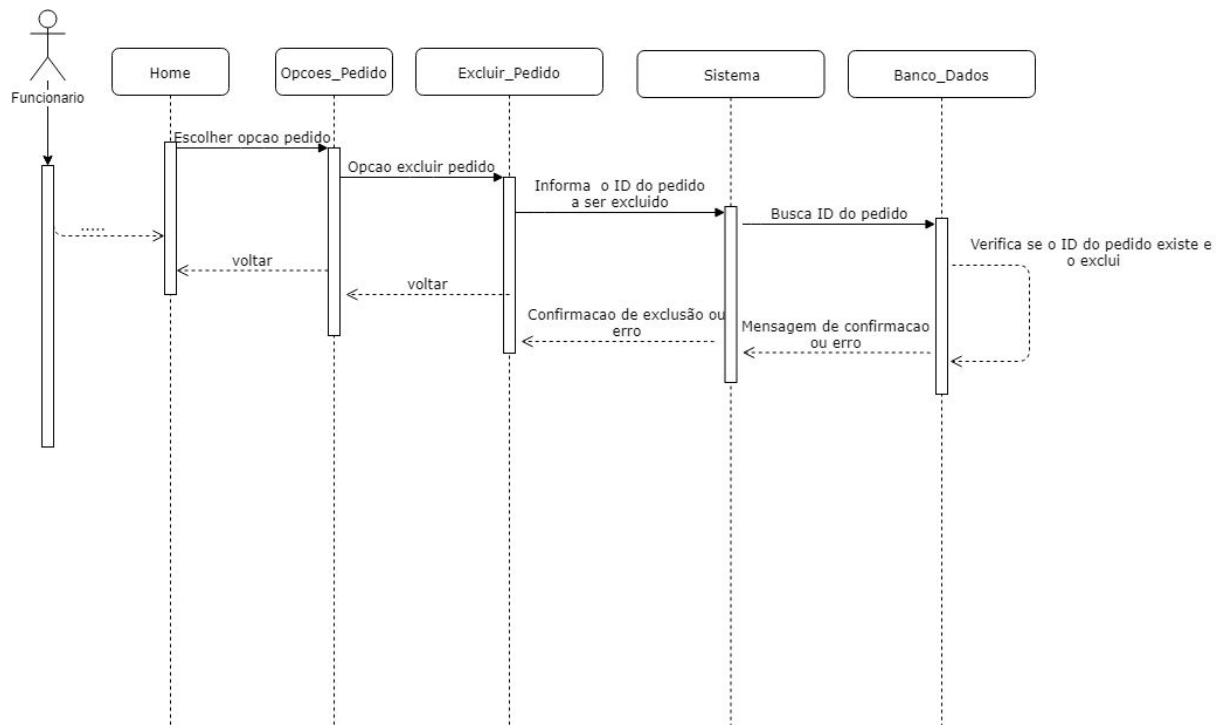 Funcionario
Home
Opcoes_Pedido
Excluir_Pedido
Sistema
Banco_Dados
Escolher opcao pedido
Opcao excluir pedido
Informa o ID do pedido
a ser excluido
Busca ID do pedido
.....
Verifica se o ID do pedido existe e
o exclui
voltar
voltar
Confirmacao de exclusão ou
erro
Mensagem de confirmacao
ou erro